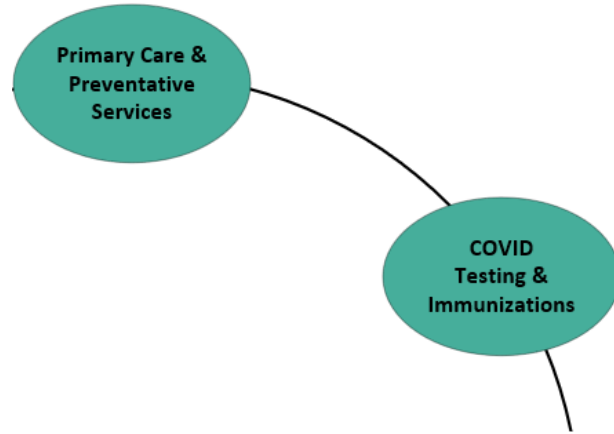 Primary Care &
Preventative
Services
COVID
Testing &
Immunizations